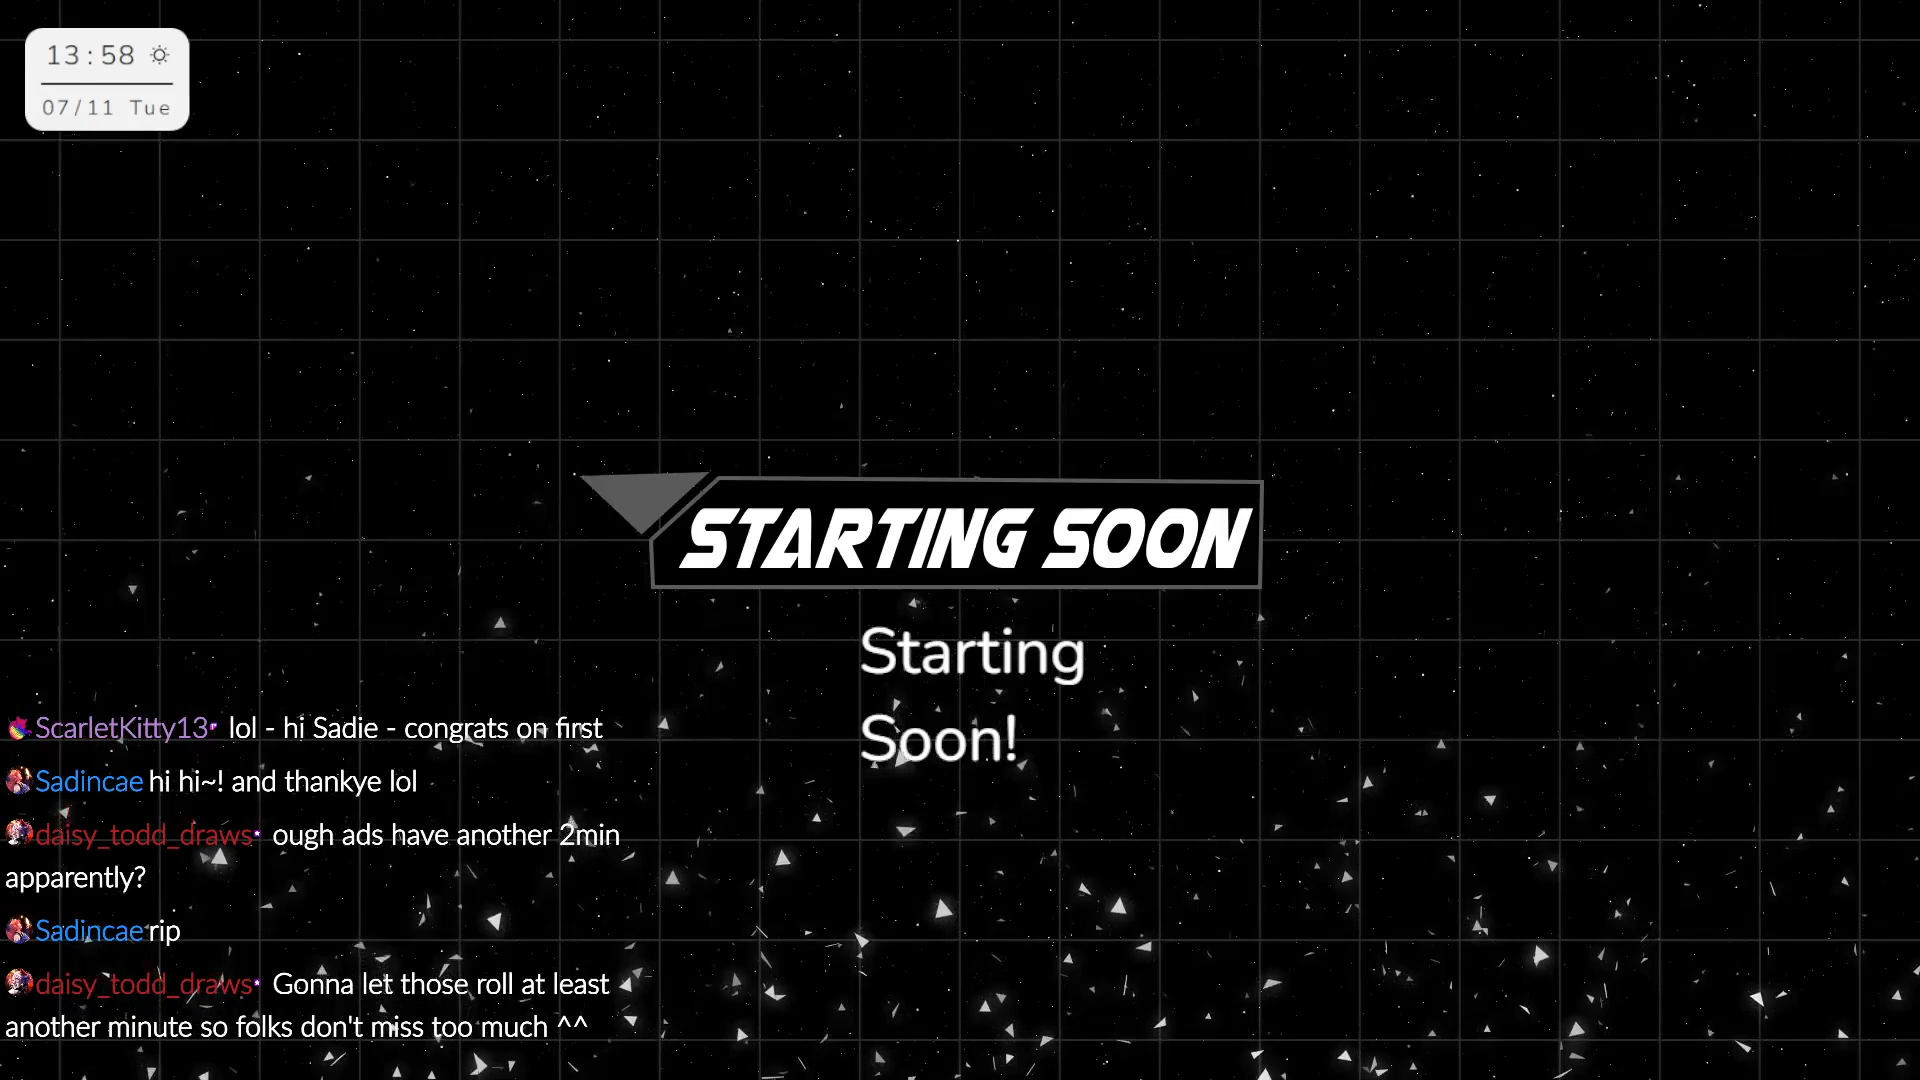 13:58
07/11 Tue
STARTING SOON
Starting
Soon!
ScarletKitty13 lol - hi Sadie - congrats on first
Sadincae hi hi~! and thankye lol
daisy_todd_draws ough ads have another 2min
apparently?
Sadincae rip
daisy_todd_draws Gonna let those roll at least
another minute so folks don't miss too much ^^